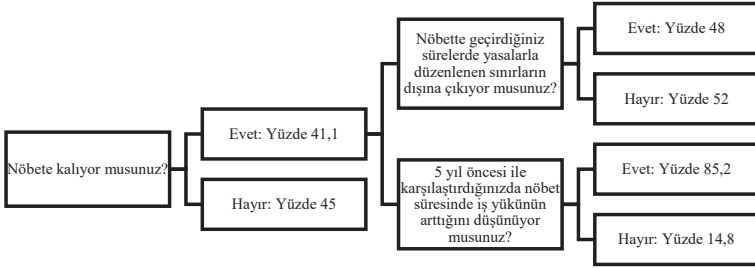 Nöbete kalıyor musunuz?
Evet: Yüzde 41,1
Hayır: Yüzde 45
Nöbette geçirdiğiniz
sürelerde yasalarla
düzenlenen sınırların
dışına çıkıyor musunuz?
Evet: Yüzde 48
Hayır: Yüzde 52
5 yıl öncesi ile
karşılaştırdığınızda nöbet
süresinde iş yükünün
arttığını düşünüyor
musunuz?
Evet: Yüzde 85,2
Hayır: Yüzde 14,8